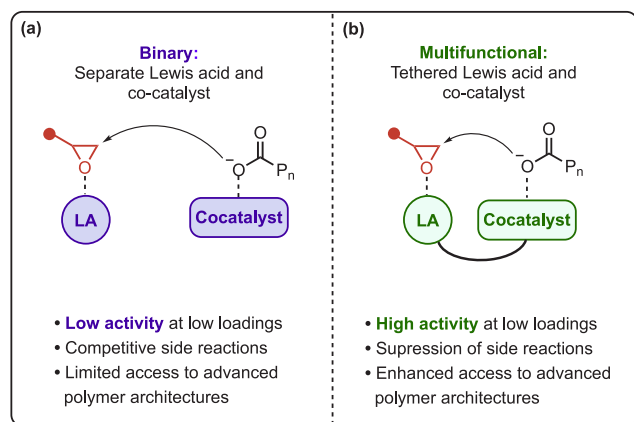 (a)
Binary:
Separate Lewis acid and
co-catalyst
O
O
−
O
Pn
LA
Cocatalyst
• Low activity at low loadings
• Competitive side reactions
• Limited access to advanced
polymer architectures
(b)
Multifunctional:
Tethered Lewis acid and
co-catalyst
O
O
−
O
Pn
LA
Cocatalyst
• High activity at low loadings
• Supression of side reactions
• Enhanced access to advanced
polymer architectures